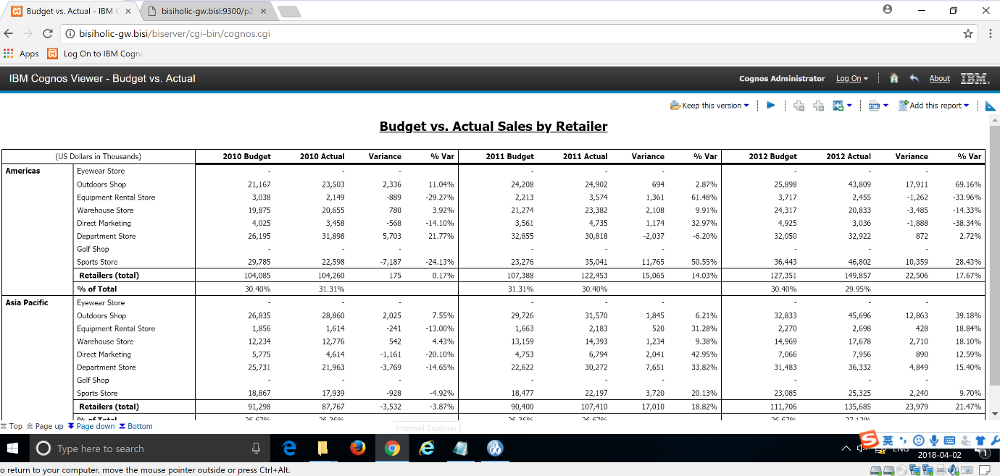 Budget vs. Actual - IBM C
bisiholic-gw.bisi:9300/p2
bisiholic-gw.bisi/biserver/cgi-bin/cognos.cgi
Apps Log On to IBM Cogn
IBM Cognos Viewer - Budget vs. Actual Cognos Administrator Log On About IBM.
Keep this version HTML Add this report
Budget vs. Actual Sales by Retailer
(US Dollars in Thousands) 2010 Budget 2010 Actual Variance % Var 2011 Budget 2011 Actual Variance % Var 2012 Budget 2012 Actual Variance % Var
Americas Eyewear Store - - - - - - - - -
Outdoors Shop 21,167 23,503 2,336 11.04% 24,208 24,902 694 2.87% 25,898 43,809 17,911 69.16%
Equipment Rental Store 3,038 2,149 -889 -29.27% 2,213 3,574 1,361 61.48% 3,717 2,455 -1,262 -33.96%
Warehouse Store 19,875 20,655 780 3.92% 21,274 23,382 2,108 9.91% 24,317 20,833 -3,485 -14.33%
Direct Marketing 4,025 3,458 -568 -14.10% 3,561 4,735 1,174 32.97% 4,925 3,036 -1,888 -38.34%
Department Store 26,195 31,898 5,703 21.77% 32,855 30,818 -2,037 -6.20% 32,050 32,922 872 2.72%
Golf Shop - - - - - - - - -
Sports Store 29,785 22,598 -7,187 -24.13% 23,276 35,041 11,765 50.55% 36,443 46,802 10,359 28.43%
Retailers (total) 104,085 104,260 175 0.17% 107,388 122,453 15,065 14.03% 127,351 149,857 22,506 17.67%
% of Total 30.40% 31.31% 31.31% 30.40% 30.40% 29.95%
Asia Pacific Eyewear Store - - - - - - - - -
Outdoors Shop 26,835 28,860 2,025 7.55% 29,726 31,570 1,845 6.21% 32,833 45,696 12,863 39.18%
Equipment Rental Store 1,856 1,614 -241 -13.00% 1,663 2,183 520 31.28% 2,270 2,698 428 18.84%
Warehouse Store 12,234 12,776 542 4.43% 13,159 14,393 1,234 9.38% 14,969 17,678 2,710 18.10%
Direct Marketing 5,775 4,614 -1,161 -20.10% 4,753 6,794 2,041 42.95% 7,066 7,956 890 12.59%
Department Store 25,731 21,963 -3,769 -14.65% 22,622 30,272 7,651 33.82% 31,483 36,332 4,849 15.40%
Golf Shop - - - - - - - - -
Sports Store 18,867 17,939 -928 -4.92% 18,477 22,197 3,720 20.13% 23,085 25,325 2,240 9.70%
Retailers (total) 91,298 87,767 -3,532 -3.87% 90,400 107,410 17,010 18.82% 111,706 135,685 23,979 21.47%
% of Total 26.67% 26.36% 26.36% 26.67% 26.67% 27.12%
Top Page up Page down Bottom
Internet Explorer
Type here to search 英 ENG
2018-04-02 1
o return to your computer, move the mouse pointer outside or press Ctrl+Alt.